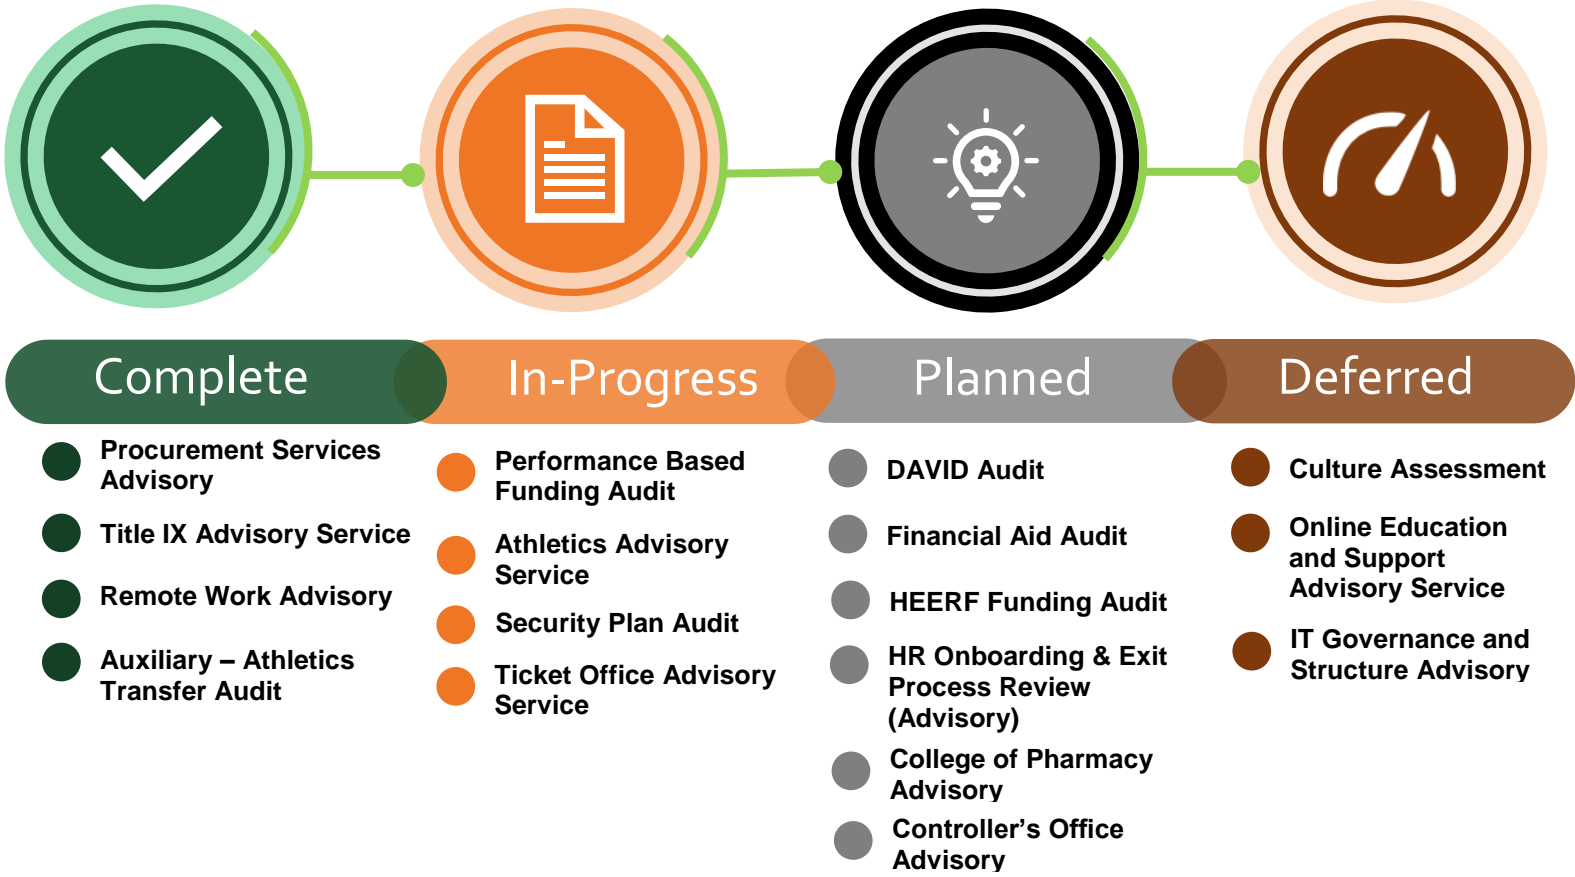 Complete
In-Progress
Planned
Deferred
Procurement Services
Advisory
Title IX Advisory Service
Remote Work Advisory
Auxiliary – Athletics
Transfer Audit
Performance Based
Funding Audit
Athletics Advisory
Service
Security Plan Audit
Ticket Office Advisory
Service
DAVID Audit
Financial Aid Audit
HEERF Funding Audit
HR Onboarding & Exit
Process Review
(Advisory)
College of Pharmacy
Advisory
Controller’s Office
Advisory
Culture Assessment
Online Education
and Support
Advisory Service
IT Governance and
Structure Advisory